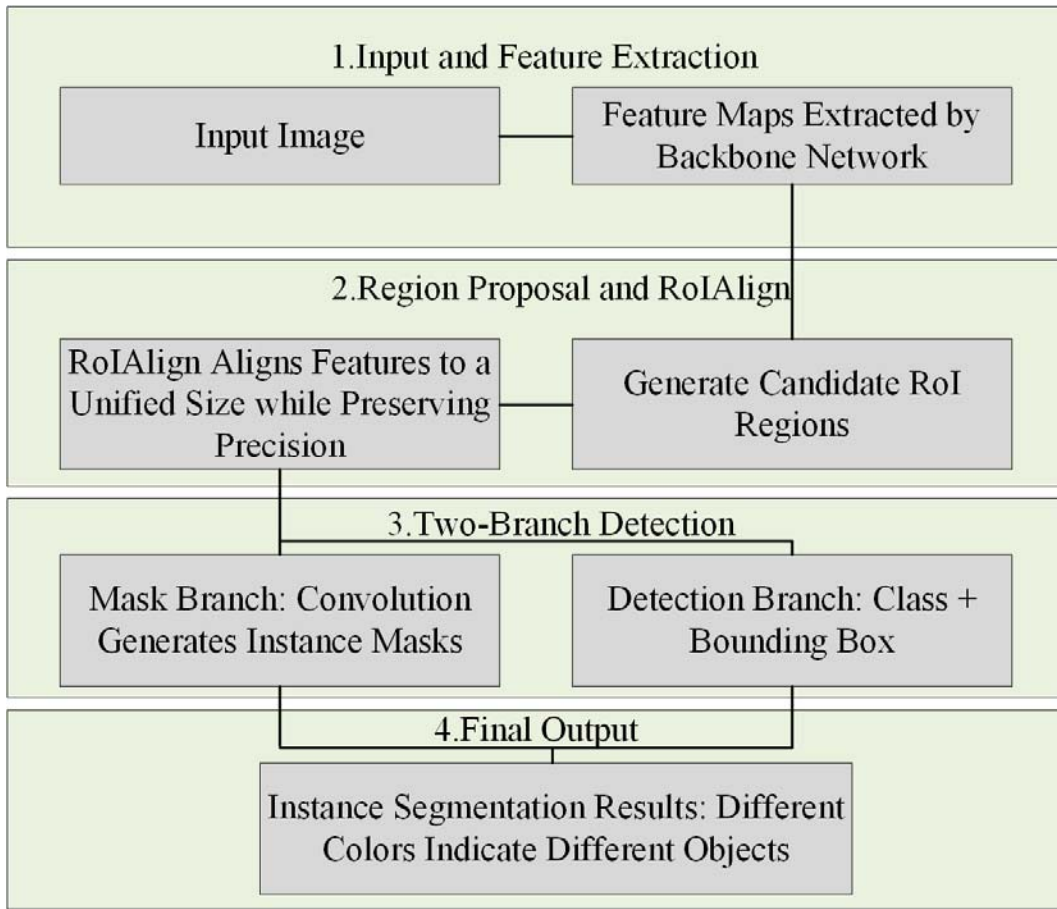 1.Input and Feature Extraction
Input Image
Feature Maps Extracted by
Backbone Network
2.Region Proposal and RoIAlign
RoIAlign Aligns Features to a
Unified Size while Preserving
Precision
Generate Candidate RoI
Regions
3.Two-Branch Detection
Mask Branch: Convolution
Generates Instance Masks
Detection Branch: Class +
Bounding Box
4.Final Output
Instance Segmentation Results: Different
Colors Indicate Different Objects